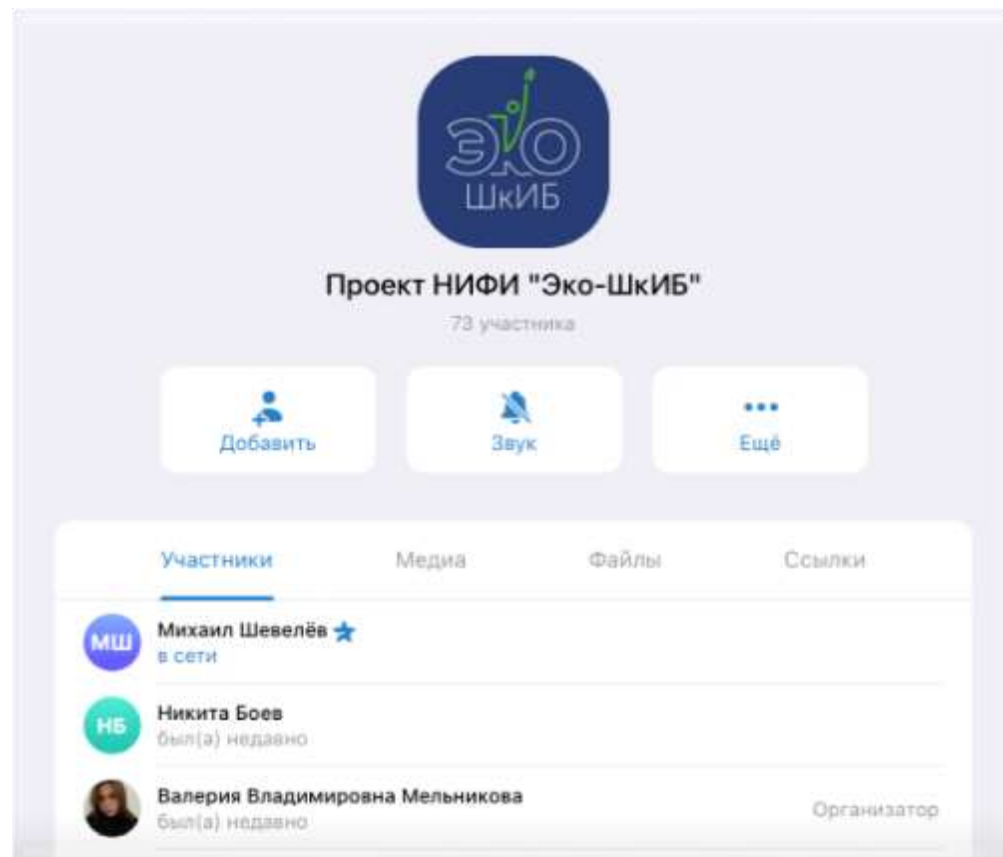 ЭКО
ШкИБ
Проект НИФИ "Эко-ШкИБ"
73 участника
Добавить
Звук
Ещё
Участники Медиа Файлы Ссылки
МШ Михаил Шевелёв
в сети
НБ Никита Боев
был(а) недавно
Валерия Владимировна Мельникова Организатор
был(а) недавно